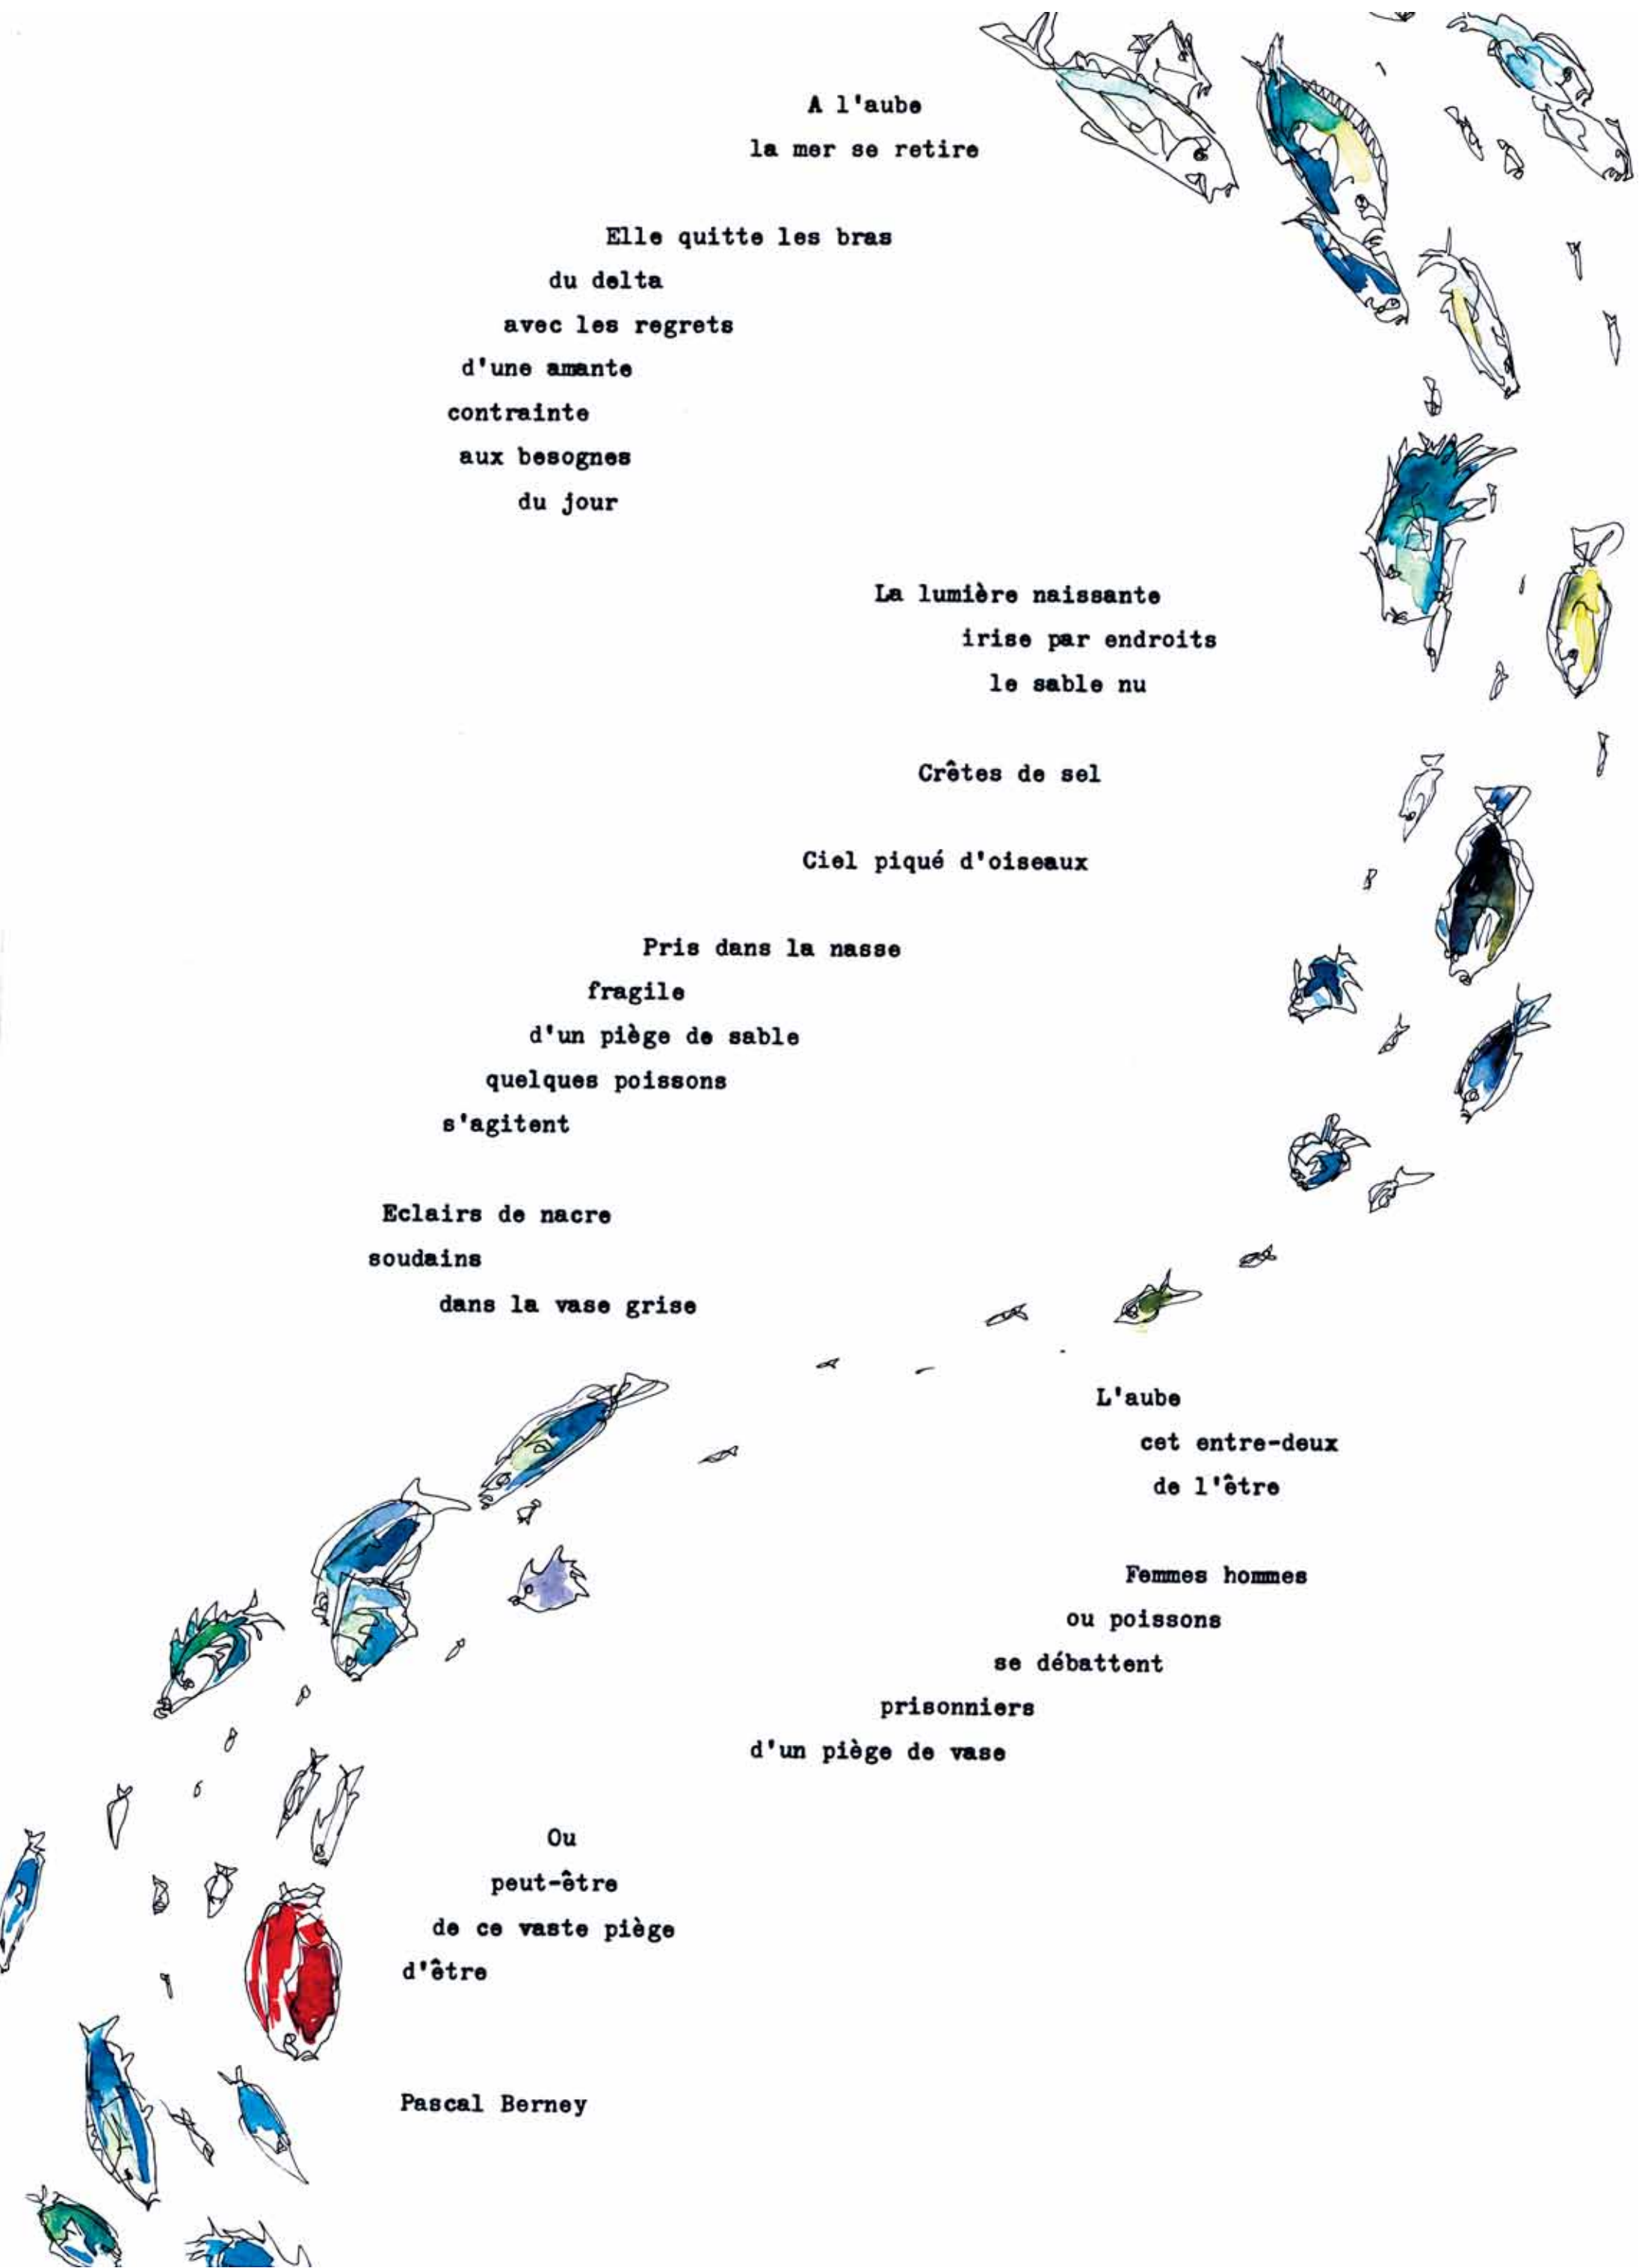 A l'aube
la mer se retire
Elle quitte les bras
du delta
avec les regrets
d'une amante
contrainte
aux besognes
du jour
La lumière naissante
irise par endroits
le sable nu
Crêtes de sel
Ciel piqué d'oiseaux
Pris dans la nasse
fragile
d'un piège de sable
quelques poissons
s'agitent
Eclairs de nacre
soudains
dans la vase grise
L'aube
cet entre-deux
de l'être
Femmes hommes
ou poissons
se débattent
prisonniers
d'un piège de vase
Ou
peut-être
de ce vaste piège
d'être
Pascal Berney